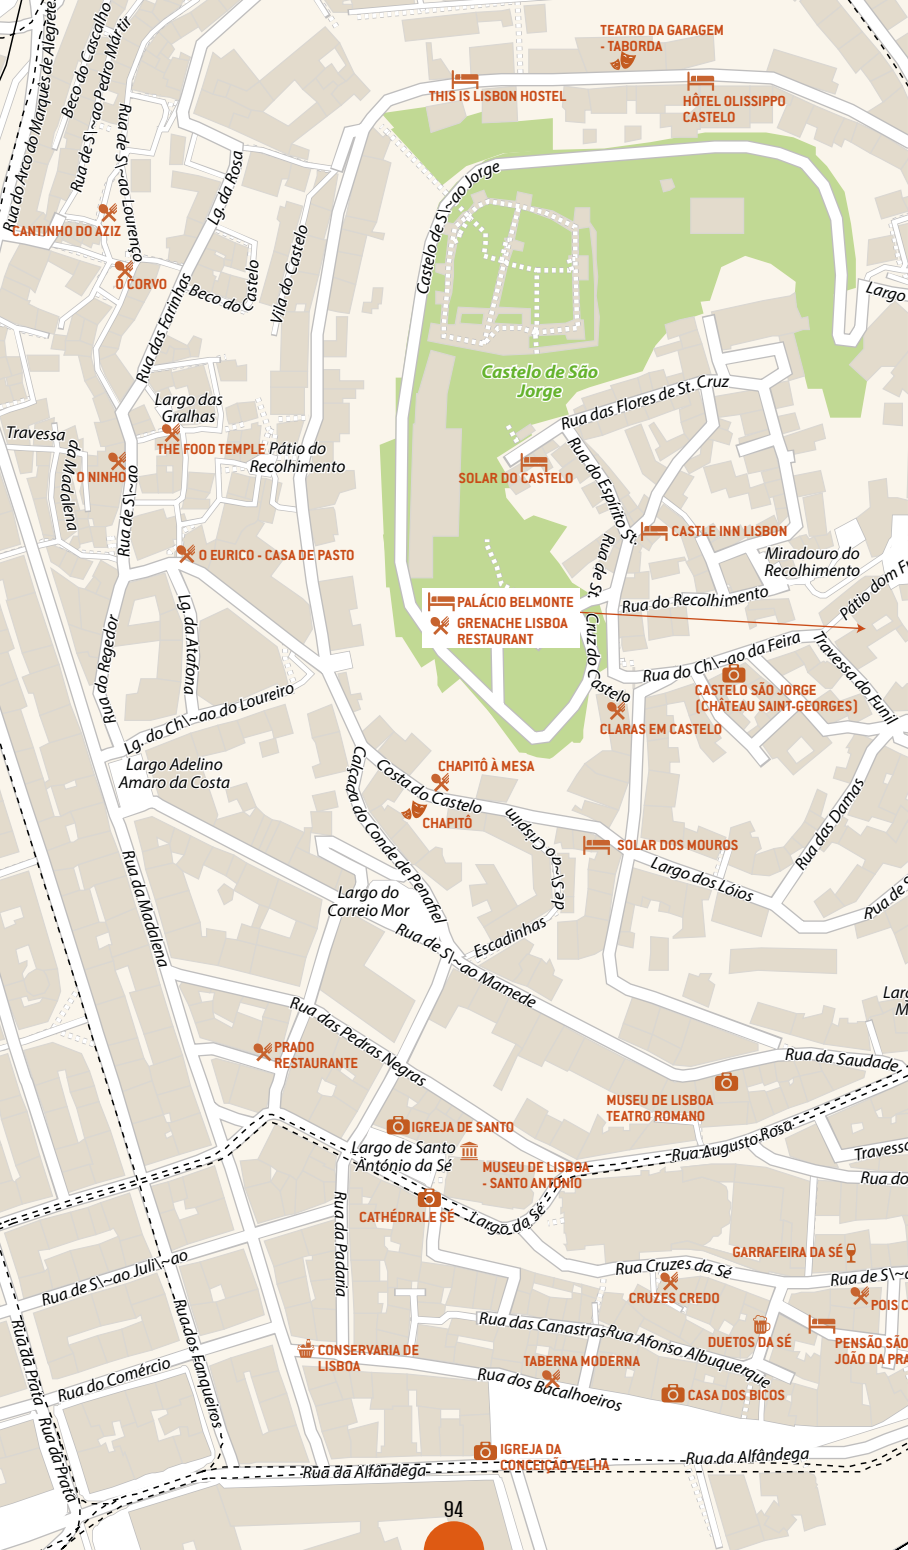 TEATRO DA GARAGEM
- TABORDA
THIS IS LISBON HOSTEL
HÔTEL OLISSIPPO
CASTELO
Rua do Arco do Marquês de Alegrete
Beco do Cascalho
Rua de S\~ao Pedro Mártir
Rua de S\~ao Lourenço
Lg. da Rosa
Castelo de S\~ao Jorge
CANTINHO DO AZIZ
O CORVO
Beco do Castelo
Vila do Castelo
Largo
Rua das Farinhas
Castelo de São
Jorge
Rua das Flores de St. Cruz
Largo das
Gralhas
Travessa
da Madalena
THE FOOD TEMPLE
Pátio do
Recolhimento
O NINHO
Rua de S\~ao
SOLAR DO CASTELO
Rua do Espírito St.
CASTLE INN LISBON
O EURICO - CASA DE PASTO
Miradouro do
Recolhimento
Rua de St.
Cruz do Castelo
PALÁCIO BELMONTE
GRENACHE LISBOA
RESTAURANT
Rua do Recolhimento
Pátio dom F
Rua do Regedor
Lg. da Atafona
Rua do Ch\~ao da Feira
Travessa do Funil
CASTELO SÃO JORGE
(CHÂTEAU SAINT-GEORGES)
CLARAS EM CASTELO
Lg. do Ch\~ao do Loureiro
Largo Adelino
Amaro da Costa
CHAPITÔ À MESA
Costa do Castelo
CHAPITÔ
Calçada do Conde de Penafiel
Escadinhas
de S\~ao Crispim
SOLAR DOS MOUROS
Rua das Damas
Largo dos Lóios
Rua de S
Rua da Madalena
Largo do
Correio Mor
Rua de S\~ao Mamede
Larg
M
Rua das Pedras Negras
PRADO
RESTAURANTE
Rua da Saudade
MUSEU DE LISBOA
TEATRO ROMANO
IGREJA DE SANTO
Largo de Santo
António da Sé
MUSEU DE LISBOA
- SANTO ANTÓNIO
Rua Augusto Rosa
Travessa
Rua do
CATHÉDRALE SÉ
Largo da Sé
Rua da Padaria
GARRAFEIRA DA SÉ
Rua de S\~ao Juli\~ao
Rua Cruzes da Sé
Rua de S\~a
CRUZES CREDO
POIS C
Rua da Prata
Rua dos Fanqueiros
Rua das Canastras
Rua Afonso Albuquerque
DUETOS DA SÉ
PENSÃO SÃO
JOÃO DA PRA
CONSERVARIA DE
LISBOA
TABERNA MODERNA
Rua do Comércio
Rua dos Bacalhoeiros
CASA DOS BICOS
Rua da Prata
IGREJA DA
CONCEIÇÃO VELHA
Rua da Alfândega
Rua da Alfândega
94